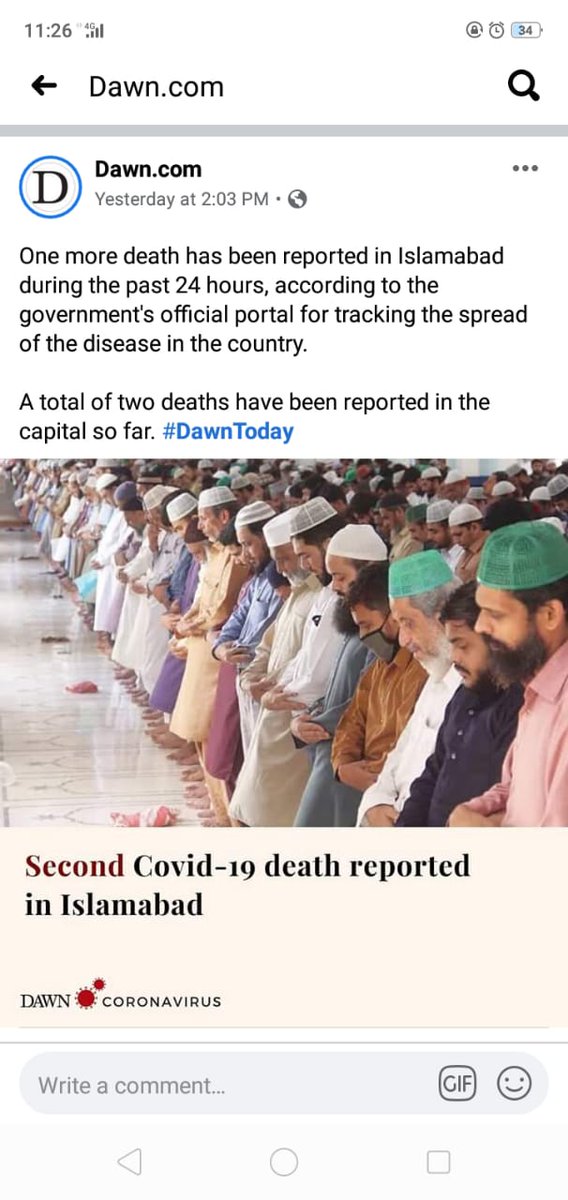 11:26 4G 34
Dawn.com
D
Dawn.com
Yesterday at 2:03 PM ·
One more death has been reported in Islamabad
during the past 24 hours, according to the
government's official portal for tracking the spread
of the disease in the country.
A total of two deaths have been reported in the
capital so far. #DawnToday
Second Covid-19 death reported
in Islamabad
DAWN CORONAVIRUS
Write a comment...
GIF